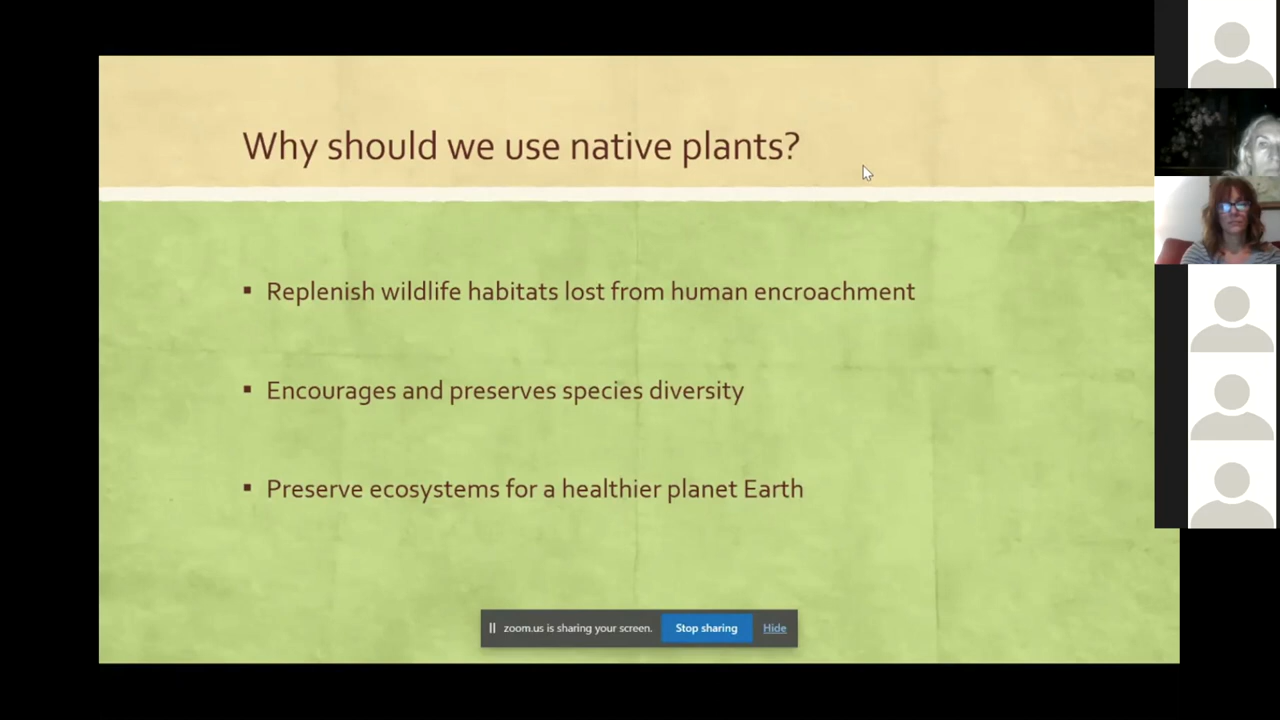 Why should we use native plants?
▪ Replenish wildlife habitats lost from human encroachment
▪ Encourages and preserves species diversity
▪ Preserve ecosystems for a healthier planet Earth
zoom.us is sharing your screen. Stop sharing Hide